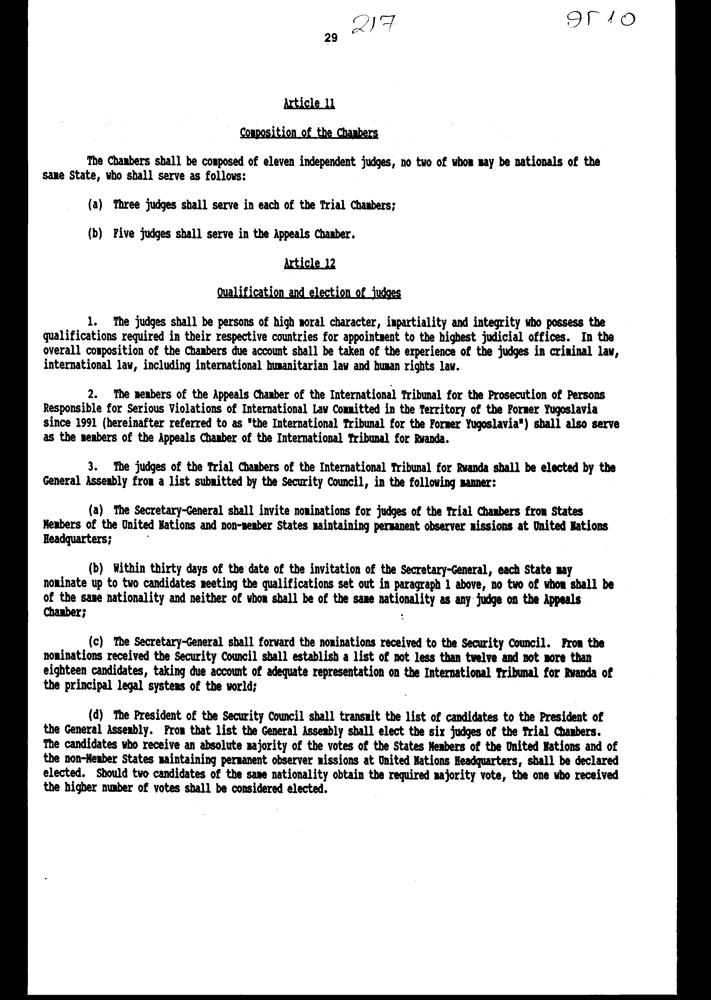 217
29
Article 11
Composition of the Chambers
The Chambers shall be composed of eleven independent judges, no two of whom may be nationals of the
same State, who shall serve as follows:
(a) Three judges shall serve in each of the Trial Chambers;
(b) Five judges shall serve in the Appeals Chamber.
Article 12
Qualification and election of judges
1. The judges shall be persons of high moral character, impartiality and integrity who possess the
qualifications required in their respective countries for appointment to the highest judicial offices. In the
overall composition of the Chambers due account shall be taken of the experience of the judges in criminal law,
international law, including international humanitarian law and human rights law.
2. The members of the Appeals Chamber of the International Tribunal for the Prosecution of Persons
Responsible for Serious Violations of International Law Committed in the Territory of the Former Yugoslavia
since 1991 (hereinafter referred to as "the International Tribunal for the Former Yugoslavia") shall also serve
as the members of the Appeals Chamber of the International Tribunal for Rwanda.
3. The judges of the Trial Chambers of the International Tribunal for Rwanda shall be elected by the
General Assembly from a list submitted by the Security Council, in the following manner:
(a) The Secretary-General shall invite nominations for judges of the Trial Chambers from States
Members of the United Nations and non-member States maintaining permanent observer missions at United Nations
Headquarters;
(b) Within thirty days of the date of the invitation of the Secretary-General, each State may
nominate up to two candidates meeting the qualifications set out in paragraph 1 above, no two of whom shall be
of the same nationality and neither of whom shall be of the same nationality as any judge on the Appeals
Chamber;
(c) The Secretary-General shall forward the nominations received to the Security Council. From the
nominations received the Security Council shall establish a list of not less than twelve and not more than
eighteen candidates, taking due account of adequate representation on the International Tribunal for Rwanda of
the principal legal systems of the world;
(d) The President of the Security Council shall transmit the list of candidates to the President of
the General Assembly. From that list the General Assembly shall elect the six judges of the Trial Chambers.
The candidates who receive an absolute majority of the votes of the States Members of the United Nations and of
the non-Member States maintaining permanent observer missions at United Nations Headquarters, shall be declared
elected. Should two candidates of the same nationality obtain the required majority vote, the one who received
the higher number of votes shall be considered elected.